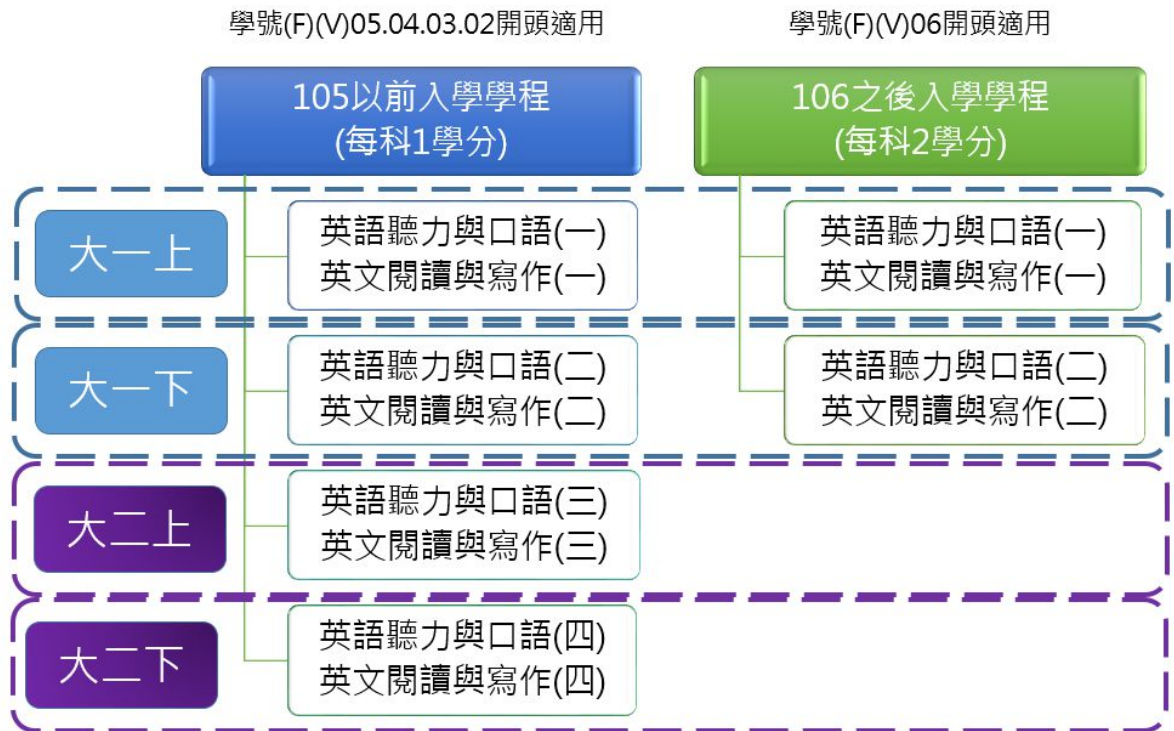 學號(F)(V)05.04.03.02開頭適用
學號(F)(V)06開頭適用
105以前入學學程
(每科1學分)
106之後入學學程
(每科2學分)
大一上
英語聽力與口語(一)
英文閱讀與寫作(一)
英語聽力與口語(一)
英文閱讀與寫作(一)
大一下
英語聽力與口語(二)
英文閱讀與寫作(二)
英語聽力與口語(二)
英文閱讀與寫作(二)
大二上
英語聽力與口語(三)
英文閱讀與寫作(三)
大二下
英語聽力與口語(四)
英文閱讀與寫作(四)